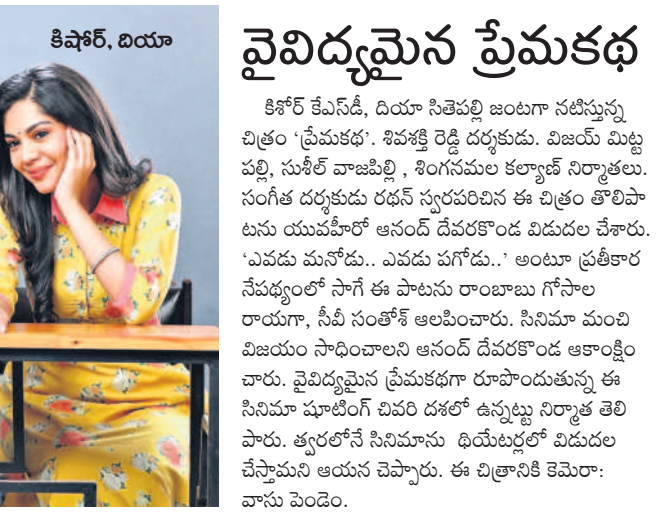 కిషోర్, దియా
వైవిద్యమైన ప్రేమకథ
కిశోర్ కేఎస్‌డీ, దియా సితెపల్లి జంటగా నటిస్తున్న
చిత్రం ‘ప్రేమకథ’. శివశక్తి రెడ్డి దర్శకుడు. విజయ్ మిట్ట
పల్లి, సుశీల్ వాజపిల్లి , శింగనమల కల్యాణ్ నిర్మాతలు.
సంగీత దర్శకుడు రథన్ స్వరపరిచిన ఈ చిత్రం తొలిపా
టను యువహీరో ఆనంద్ దేవరకొండ విడుదల చేశారు.
‘ఎవడు మనోడు.. ఎవడు పగోడు..’ అంటూ ప్రతీకార
నేపథ్యంలో సాగే ఈ పాటను రాంబాబు గోసాల
రాయగా, సీవీ సంతోశ్ ఆలపించారు. సినిమా మంచి
విజయం సాధించాలని ఆనంద్ దేవరకొండ ఆకాంక్షిం
చారు. వైవిద్యమైన ప్రేమకథగా రూపొందుతున్న ఈ
సినిమా షూటింగ్ చివరి దశలో ఉన్నట్టు నిర్మాత తెలి
పారు. త్వరలోనే సినిమాను థియేటర్లలో విడుదల
చేస్తామని ఆయన చెప్పారు. ఈ చిత్రానికి కెమెరా:
వాసు పెండెం.